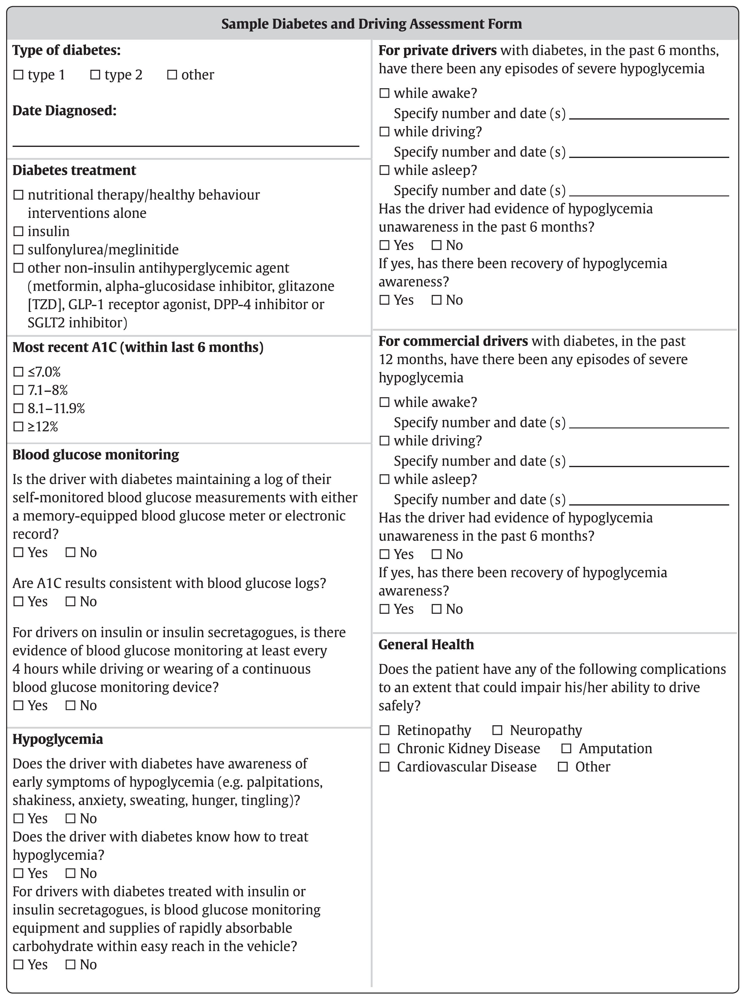 Sample Diabetes and Driving Assessment Form
Type of diabetes:
☐ type 1 ☐ type 2 ☐ other
Date Diagnosed:
Diabetes treatment
☐ nutritional therapy/healthy behaviour
interventions alone
☐ insulin
☐ sulfonylurea/meglinitide
☐ other non-insulin antihyperglycemic agent
(metformin, alpha-glucosidase inhibitor, glitazone
[TZD], GLP-1 receptor agonist, DPP-4 inhibitor or
SGLT2 inhibitor)
Most recent A1C (within last 6 months)
☐ ≤7.0%
☐ 7.1–8%
☐ 8.1–11.9%
☐ ≥12%
Blood glucose monitoring
Is the driver with diabetes maintaining a log of their
self-monitored blood glucose measurements with either
a memory-equipped blood glucose meter or electronic
record?
☐ Yes ☐ No
Are A1C results consistent with blood glucose logs?
☐ Yes ☐ No
For drivers on insulin or insulin secretagogues, is there
evidence of blood glucose monitoring at least every
4 hours while driving or wearing of a continuous
blood glucose monitoring device?
☐ Yes ☐ No
Hypoglycemia
Does the driver with diabetes have awareness of
early symptoms of hypoglycemia (e.g. palpitations,
shakiness, anxiety, sweating, hunger, tingling)?
☐ Yes ☐ No
Does the driver with diabetes know how to treat
hypoglycemia?
☐ Yes ☐ No
For drivers with diabetes treated with insulin or
insulin secretagogues, is blood glucose monitoring
equipment and supplies of rapidly absorbable
carbohydrate within easy reach in the vehicle?
☐ Yes ☐ No
For private drivers with diabetes, in the past 6 months,
have there been any episodes of severe hypoglycemia
☐ while awake?
Specify number and date (s)
☐ while driving?
Specify number and date (s)
☐ while asleep?
Specify number and date (s)
Has the driver had evidence of hypoglycemia
unawareness in the past 6 months?
☐ Yes ☐ No
If yes, has there been recovery of hypoglycemia
awareness?
☐ Yes ☐ No
For commercial drivers with diabetes, in the past
12 months, have there been any episodes of severe
hypoglycemia
☐ while awake?
Specify number and date (s)
☐ while driving?
Specify number and date (s)
☐ while asleep?
Specify number and date (s)
Has the driver had evidence of hypoglycemia
unawareness in the past 6 months?
☐ Yes ☐ No
If yes, has there been recovery of hypoglycemia
awareness?
☐ Yes ☐ No
General Health
Does the patient have any of the following complications
to an extent that could impair his/her ability to drive
safely?
☐ Retinopathy ☐ Neuropathy
☐ Chronic Kidney Disease ☐ Amputation
☐ Cardiovascular Disease ☐ Other